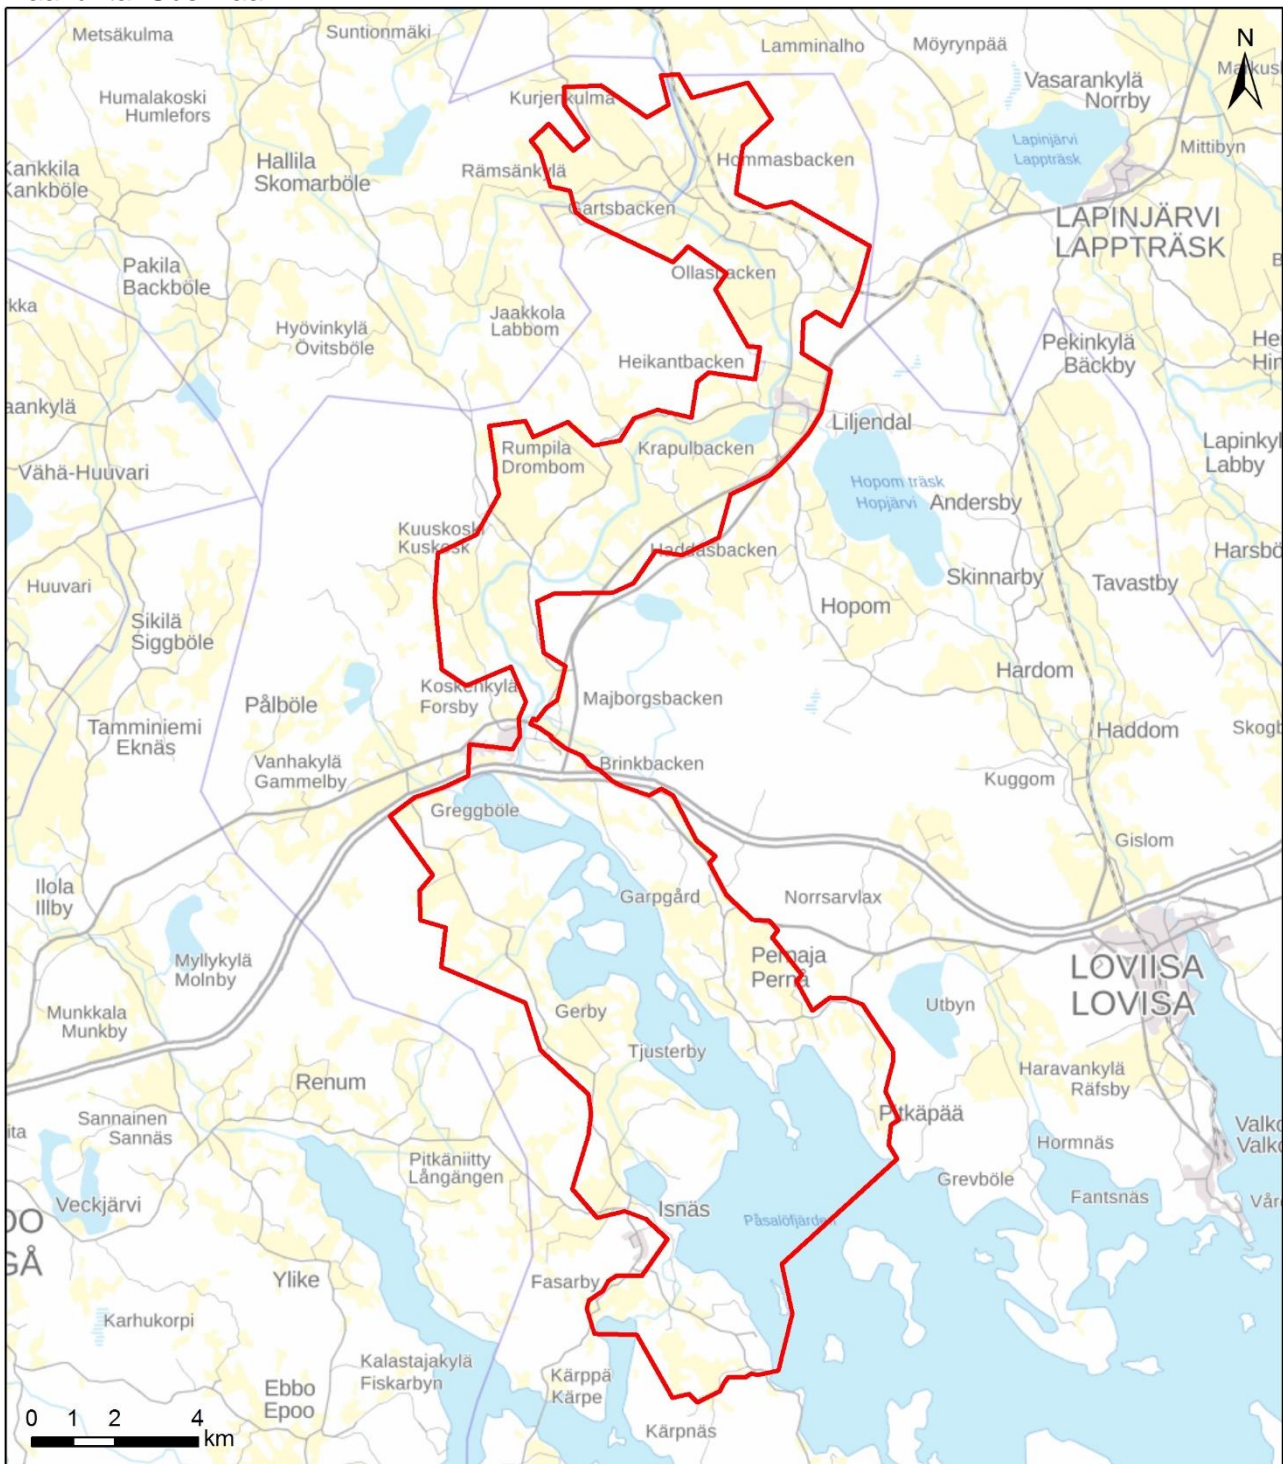 Metsäkulma
Suntionmäki
Lamminalho
Möyrynpää
N
Vasarankylä
Norrby
Humalakoski
Humlefors
Kurjenkulma
Lapinjärvi
Lappträsk
Mittibyn
Kankkila
Kankböle
Hallila
Skomarböle
Rämsänkylä
Hommasbacken
Gartsbacken
LAPINJÄRVI
LAPPTRÄSK
Pakila
Backböle
Ollasbacken
Jaakkola
Labbom
Hyövinkylä
Övitsböle
Heikantbacken
Pekinkylä
Bäckby
Liljendal
Rumpila
Drombom
Krapulbacken
Vähä-Huuvari
Hopom träsk
Hopjärvi
Andersby
Labby
Kuuskoski
Kuskosk
Haddasbacken
Huuvari
Skinnarby
Tavastby
Hopom
Sikilä
Siggböle
Hardom
Koskenkylä
Forsby
Majborgsbacken
Pålböle
Tamminiemi
Eknäs
Haddom
Vanhakylä
Gammelby
Brinkbacken
Kuggom
Greggböle
Gislom
Ilola
Illby
Garpgård
Norrsarvlax
Myllykylä
Molnby
Pernaja
Pernå
LOVIISA
LOVISA
Munkkala
Munkby
Gerby
Utbyn
Tjusterby
Renum
Haravankylä
Räfsby
Sannainen
Sannäs
Pitkäpää
Hormnäs
Pitkäniitty
Långängen
Grevböle
Veckjärvi
Fantsnäs
Isnäs
Påsalöfjärden
Ylike
Fasarby
Karhukorpi
Kalastajakylä
Fiskarbyn
Kärppä
Kärpe
Ebbo
Epoo
Kärpnäs
0 1 2 4
km